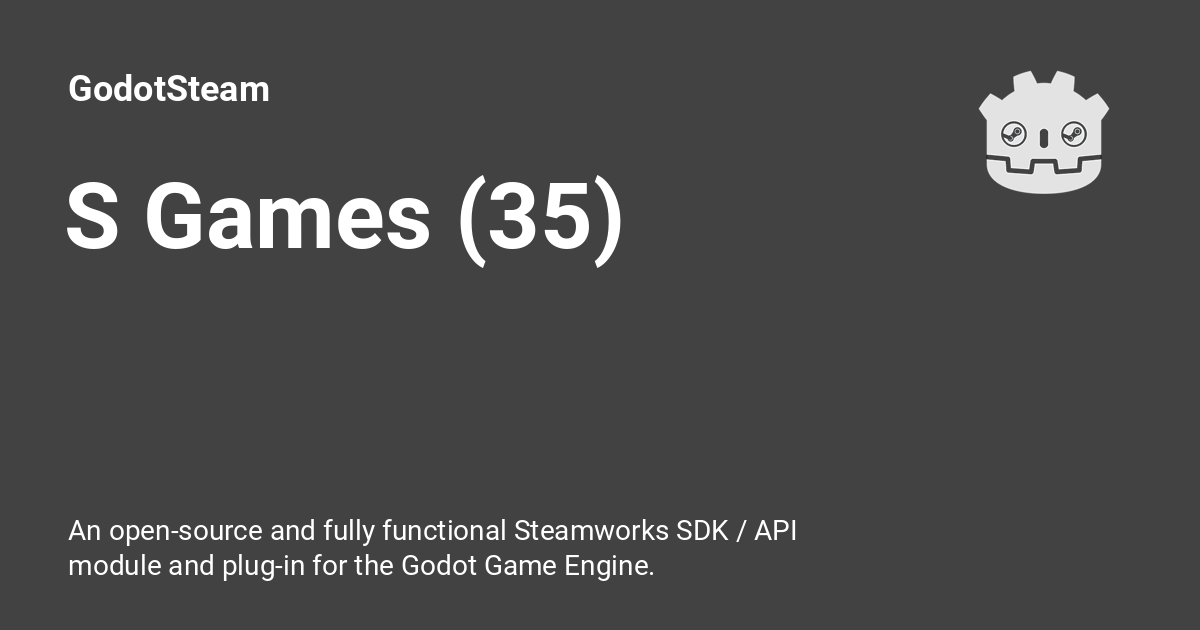 GodotSteam
S Games (35)
An open-source and fully functional Steamworks SDK / API
module and plug-in for the Godot Game Engine.